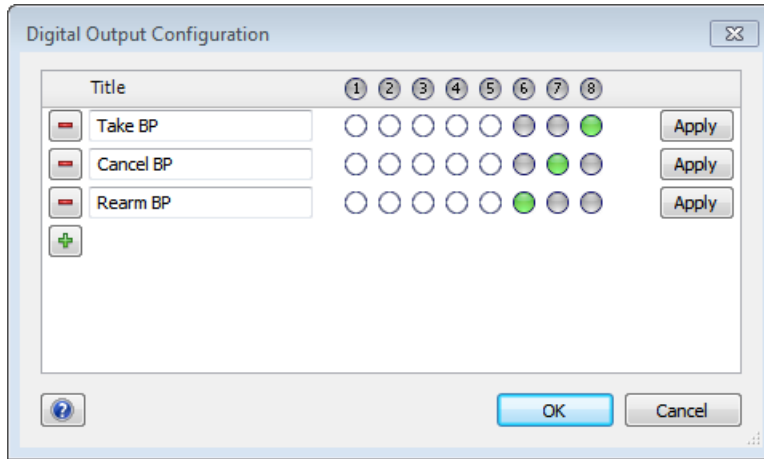 Digital Output Configuration
Title 1 2 3 4 5 6 7 8
Take BP Apply
Cancel BP Apply
Rearm BP Apply
OK Cancel